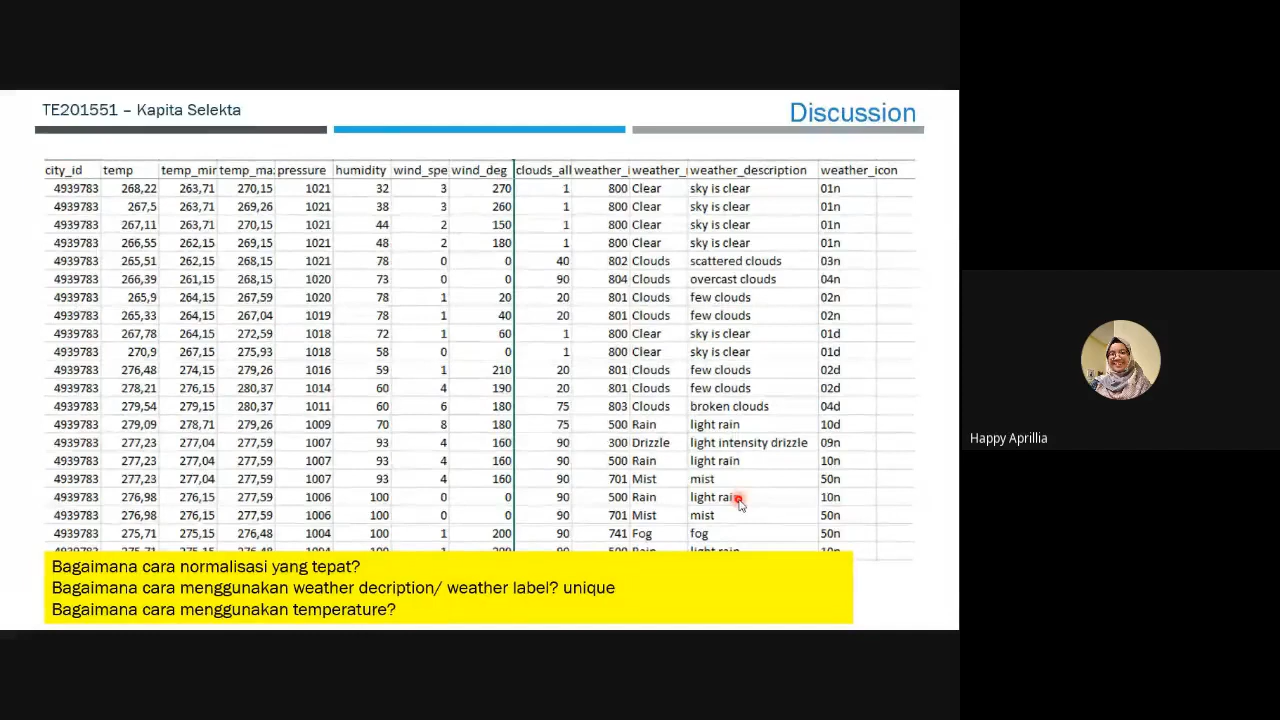 TE201551 – Kapita Selekta
Discussion
city_id temp temp_mir temp_ma: pressure humidity wind_spe wind_deg clouds_all weather_i weather_ weather_description weather_icon
4939783 268,22 263,71 270,15 1021 32 3 270 1 800 Clear sky is clear 01n
4939783 267,5 263,71 269,26 1021 38 3 260 1 800 Clear sky is clear 01n
4939783 267,11 263,71 270,15 1021 44 2 150 1 800 Clear sky is clear 01n
4939783 266,55 262,15 269,15 1021 48 2 180 1 800 Clear sky is clear 01n
4939783 265,51 262,15 268,15 1021 78 0 0 40 802 Clouds scattered clouds 03n
4939783 266,39 261,15 268,15 1020 73 0 0 90 804 Clouds overcast clouds 04n
4939783 265,9 264,15 267,59 1020 78 1 20 20 801 Clouds few clouds 02n
4939783 265,33 264,15 267,04 1019 78 1 40 20 801 Clouds few clouds 02n
4939783 267,78 264,15 272,59 1018 72 1 60 1 800 Clear sky is clear 01d
4939783 270,9 267,15 275,93 1018 58 0 0 1 800 Clear sky is clear 01d
4939783 276,48 274,15 279,26 1016 59 1 210 20 801 Clouds few clouds 02d
4939783 278,21 276,15 280,37 1014 60 4 190 20 801 Clouds few clouds 02d
4939783 279,54 279,15 280,37 1011 60 6 180 75 803 Clouds broken clouds 04d
4939783 279,09 278,71 279,26 1009 70 8 180 75 500 Rain light rain 10d
4939783 277,23 277,04 277,59 1007 93 4 160 90 300 Drizzle light intensity drizzle 09n
4939783 277,23 277,04 277,59 1007 93 4 160 90 500 Rain light rain 10n
4939783 277,23 277,04 277,59 1007 93 4 160 90 701 Mist mist 50n
4939783 276,98 276,15 277,59 1006 100 0 0 90 500 Rain light rain 10n
4939783 276,98 276,15 277,59 1006 100 0 0 90 701 Mist mist 50n
4939783 275,71 275,15 276,48 1004 100 1 200 90 741 Fog fog 50n
Bagaimana cara normalisasi yang tepat?
Bagaimana cara menggunakan weather decription/ weather label? unique
Bagaimana cara menggunakan temperature?
Happy Aprillia